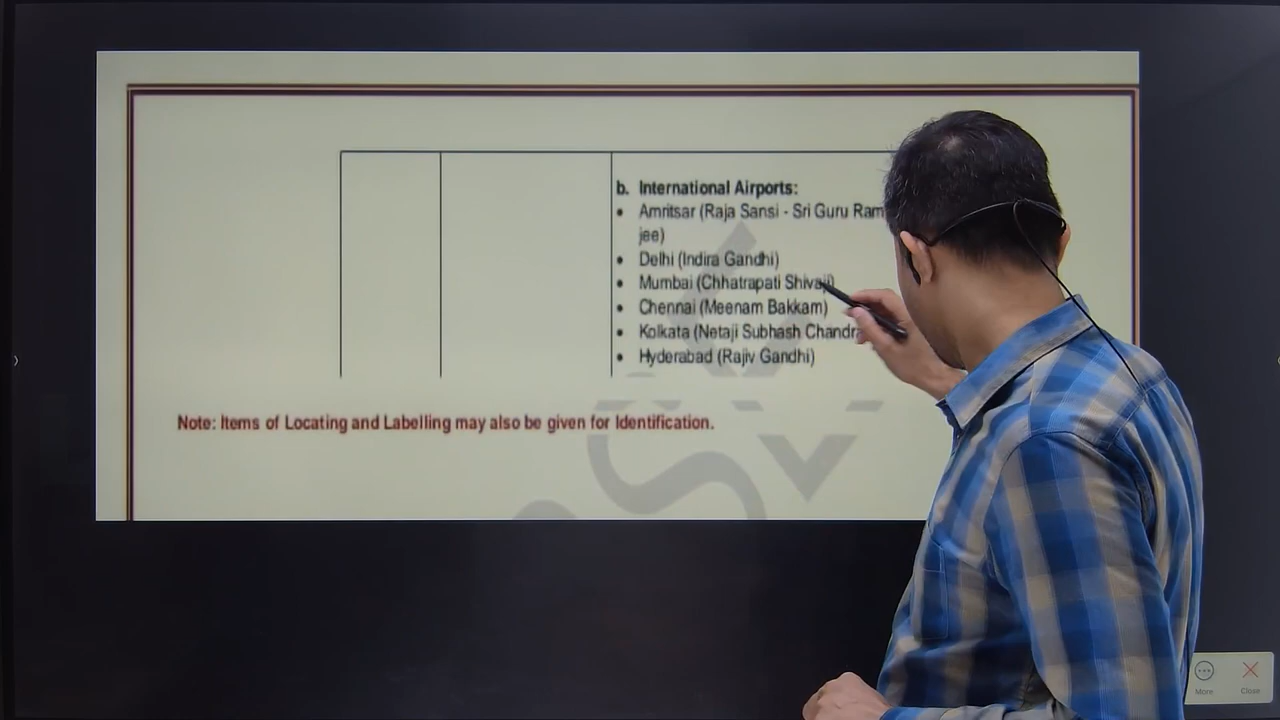 b. International Airports:
• Amritsar (Raja Sansi - Sri Guru Ram
jee)
• Delhi (Indira Gandhi)
• Mumbai (Chhatrapati Shivaji)
• Chennai (Meenam Bakkam)
• Kolkata (Netaji Subhash Chandra
• Hyderabad (Rajiv Gandhi)
Note: Items of Locating and Labelling may also be given for Identification.
More
Close